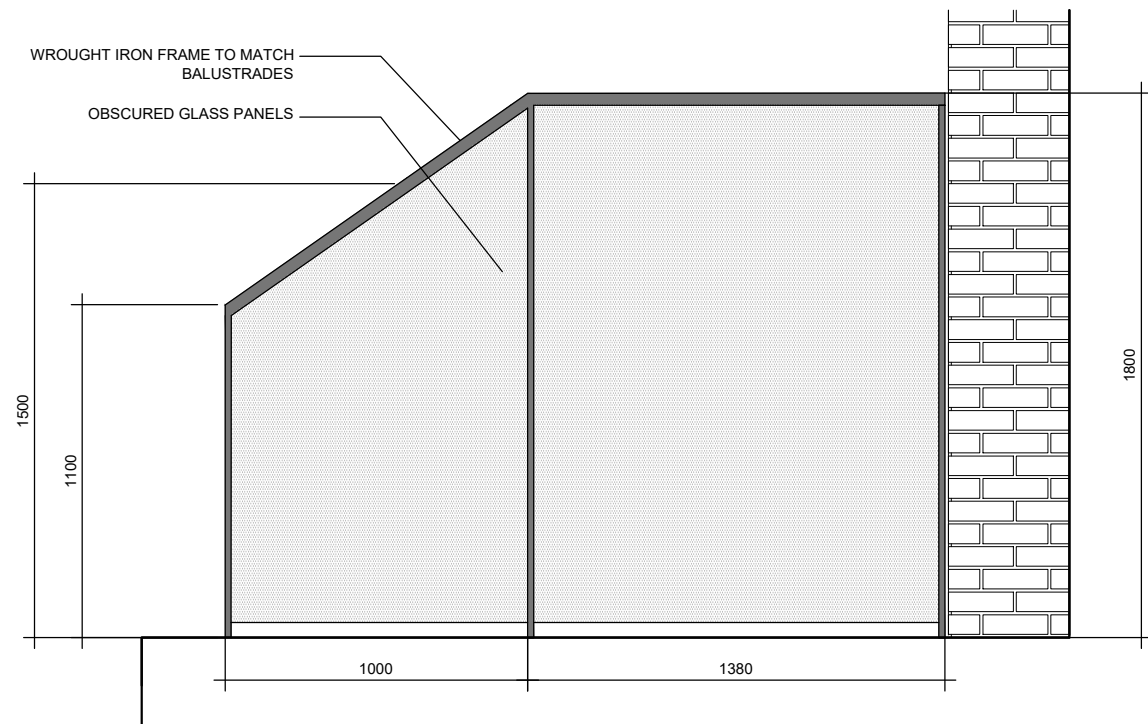 WROUGHT IRON FRAME TO MATCH
BALUSTRADES
OBSCURED GLASS PANELS
1500
1100
1800
1000
1380